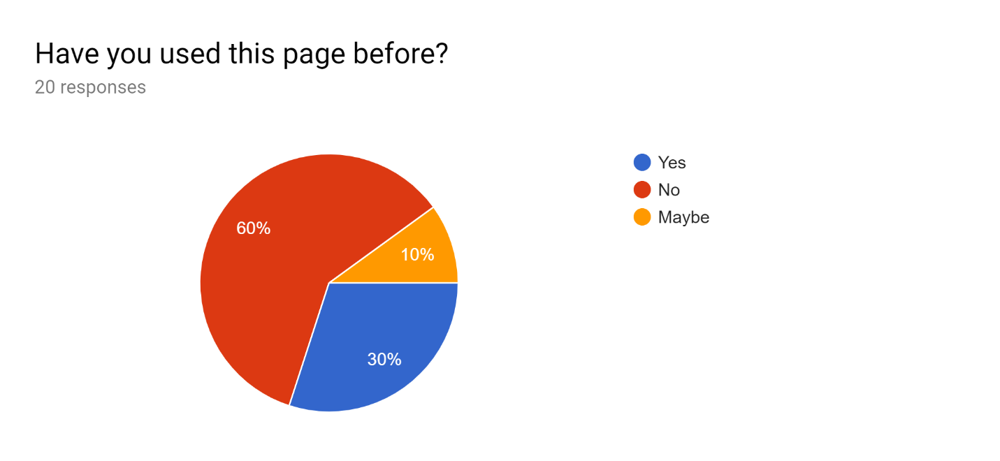 Have you used this page before?
20 responses
Yes
No
Maybe
60%
10%
30%